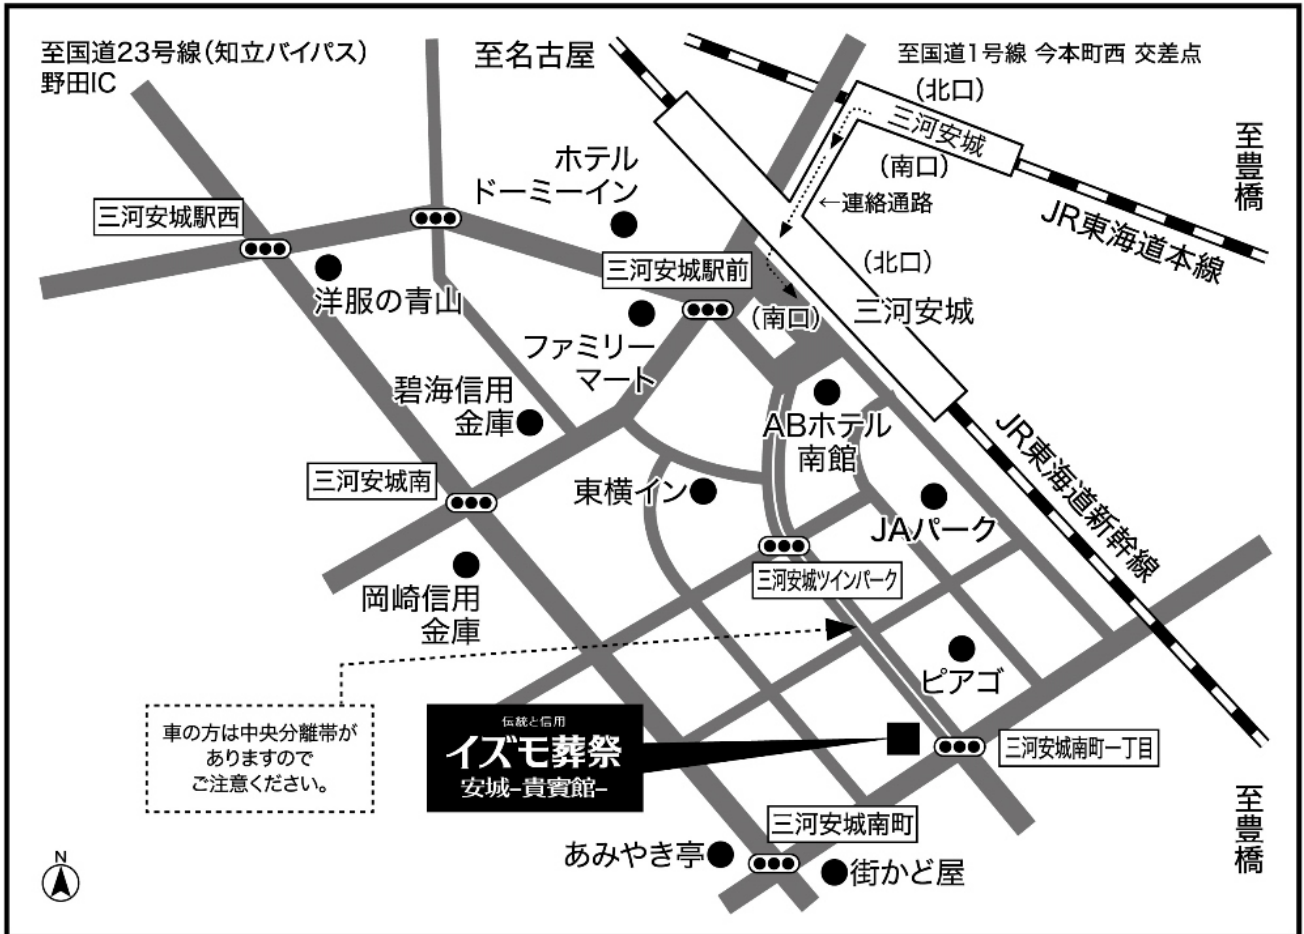 至国道23号線(知立バイパス)
野田IC
至名古屋
至国道1号線 今本町西 交差点
(北口)
三河安城
(南口)
←連絡通路
JR東海道本線
至豊橋
ホテル
ドーミーイン
三河安城駅西
洋服の青山
三河安城駅前
(南口)
(北口)
三河安城
ファミリー
マート
碧海信用
金庫
ABホテル
南館
JR東海道新幹線
三河安城南
東横イン
JAパーク
岡崎信用
金庫
三河安城ツインパーク
ピアゴ
車の方は中央分離帯が
ありますので
ご注意ください。
伝統と信用
イズモ葬祭
安城−貴賓館−
三河安城南町一丁目
三河安城南町
至豊橋
あみやき亭
街かど屋
N